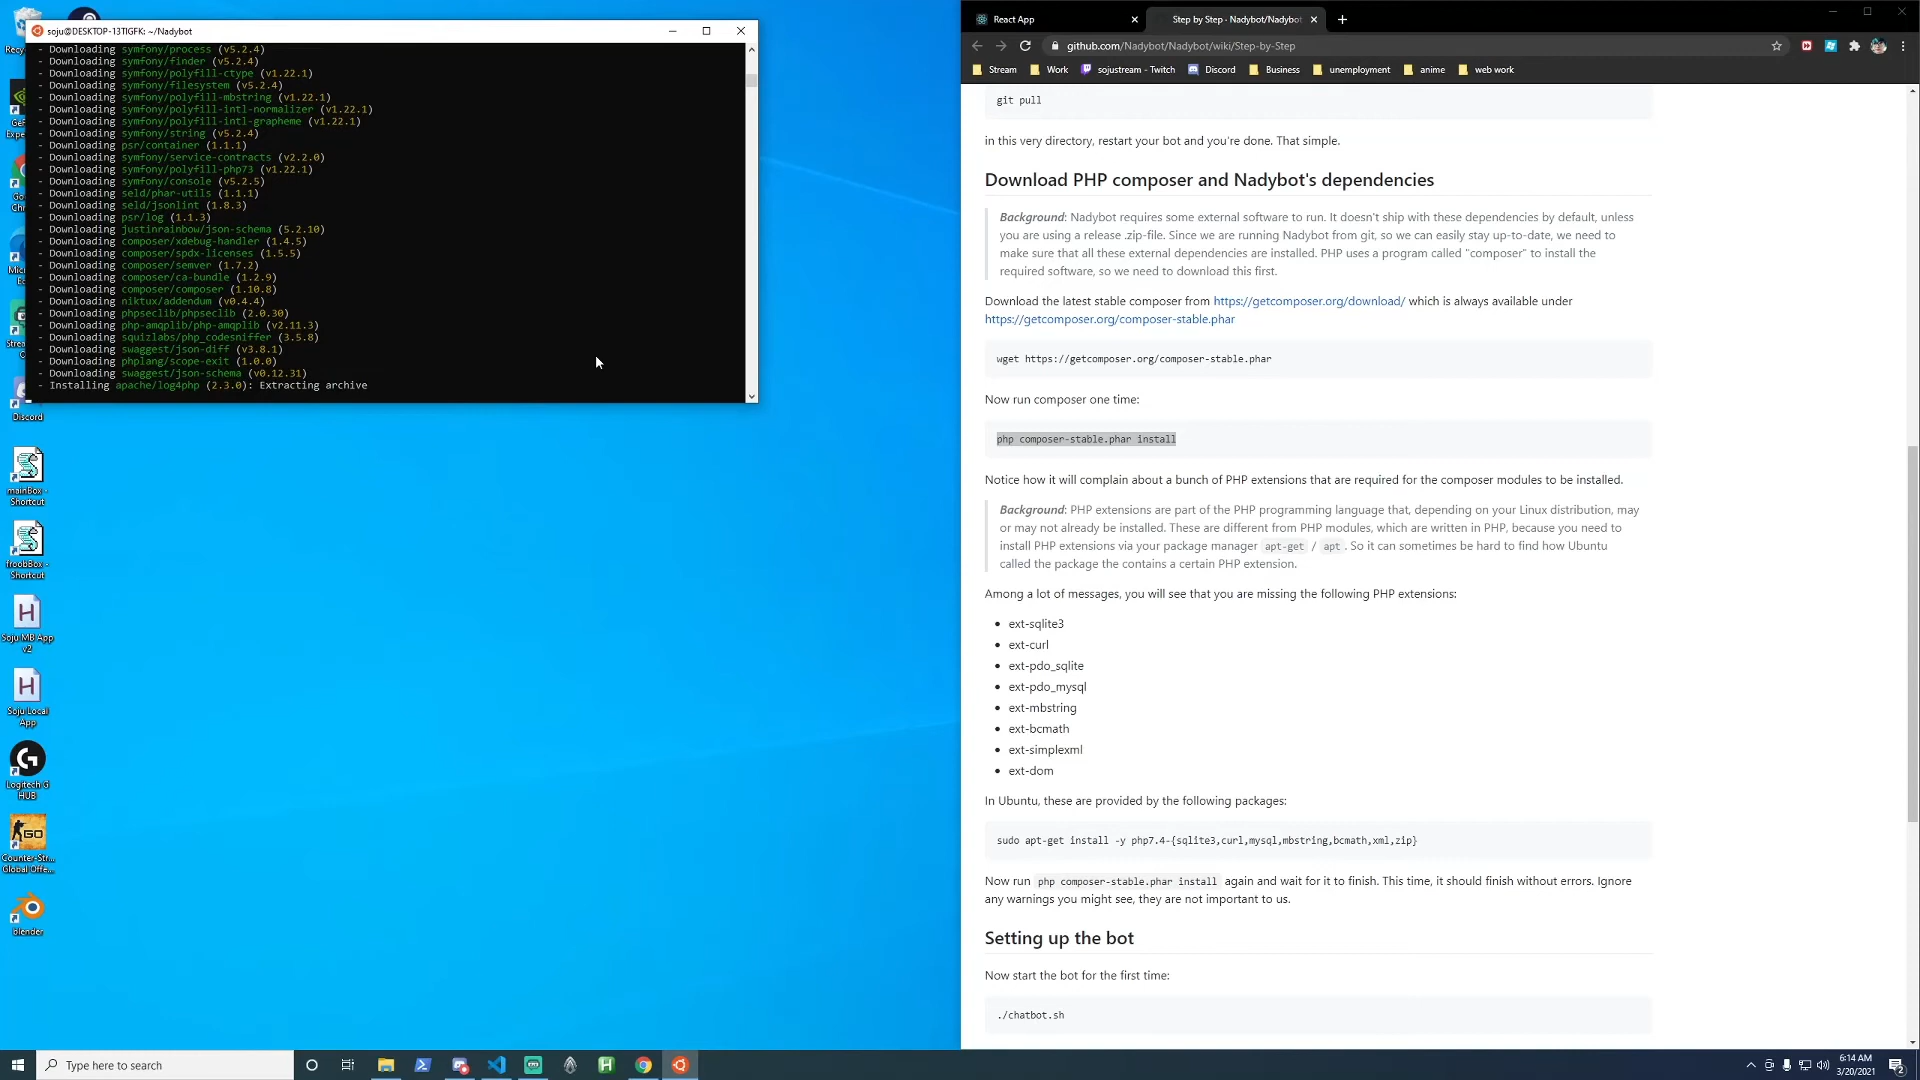 soju@DESKTOP-13TIGFK: ~/Nadybot
- Downloading symfony/process (v5.2.4)
- Downloading symfony/finder (v5.2.4)
- Downloading symfony/polyfill-ctype (v1.22.1)
- Downloading symfony/filesystem (v5.2.4)
- Downloading symfony/polyfill-mbstring (v1.22.1)
- Downloading symfony/polyfill-intl-normalizer (v1.22.1)
- Downloading symfony/polyfill-intl-grapheme (v1.22.1)
- Downloading symfony/string (v5.2.4)
- Downloading psr/container (1.1.1)
- Downloading symfony/service-contracts (v2.2.0)
- Downloading symfony/polyfill-php73 (v1.22.1)
- Downloading symfony/console (v5.2.5)
- Downloading seld/phar-utils (1.1.1)
- Downloading seld/jsonlint (1.8.3)
- Downloading psr/log (1.1.3)
- Downloading justinrainbow/json-schema (5.2.10)
- Downloading composer/xdebug-handler (1.4.5)
- Downloading composer/spdx-licenses (1.5.5)
- Downloading composer/semver (1.7.2)
- Downloading composer/ca-bundle (1.2.9)
- Downloading composer/composer (1.10.8)
- Downloading niktux/addendum (v0.4.4)
- Downloading phpseclib/phpseclib (2.0.30)
- Downloading php-amqplib/php-amqplib (v2.11.3)
- Downloading squizlabs/php_codesniffer (3.5.8)
- Downloading swaggest/json-diff (v3.8.1)
- Downloading phplang/scope-exit (1.0.0)
- Downloading swaggest/json-schema (v0.12.31)
- Installing apache/log4php (2.3.0): Extracting archive
Discord
mainBox -
Shortcut
froobBox -
Shortcut
Soju MB App
v2
Soju Local
App
Logitech G
HUB
GO
Counter-Str...
Global Offe...
blender
React App
Step by Step · Nadybot/Nadybot
github.com/Nadybot/Nadybot/wiki/Step-by-Step
Stream
Work
sojustream - Twitch
Discord
Business
unemployment
anime
web work
git pull
in this very directory, restart your bot and you're done. That simple.
Download PHP composer and Nadybot's dependencies
Background: Nadybot requires some external software to run. It doesn't ship with these dependencies by default, unless
you are using a release .zip-file. Since we are running Nadybot from git, so we can easily stay up-to-date, we need to
make sure that all these external dependencies are installed. PHP uses a program called "composer" to install the
required software, so we need to download this first.
Download the latest stable composer from https://getcomposer.org/download/ which is always available under
https://getcomposer.org/composer-stable.phar
wget https://getcomposer.org/composer-stable.phar
Now run composer one time:
php composer-stable.phar install
Notice how it will complain about a bunch of PHP extensions that are required for the composer modules to be installed.
Background: PHP extensions are part of the PHP programming language that, depending on your Linux distribution, may
or may not already be installed. These are different from PHP modules, which are written in PHP, because you need to
install PHP extensions via your package manager apt-get / apt . So it can sometimes be hard to find how Ubuntu
called the package the contains a certain PHP extension.
Among a lot of messages, you will see that you are missing the following PHP extensions:
• ext-sqlite3
• ext-curl
• ext-pdo_sqlite
• ext-pdo_mysql
• ext-mbstring
• ext-bcmath
• ext-simplexml
• ext-dom
In Ubuntu, these are provided by the following packages:
sudo apt-get install -y php7.4-{sqlite3,curl,mysql,mbstring,bcmath,xml,zip}
Now run php composer-stable.phar install again and wait for it to finish. This time, it should finish without errors. Ignore
any warnings you might see, they are not important to us.
Setting up the bot
Now start the bot for the first time:
./chatbot.sh
Type here to search
6:14 AM
3/20/2021
2